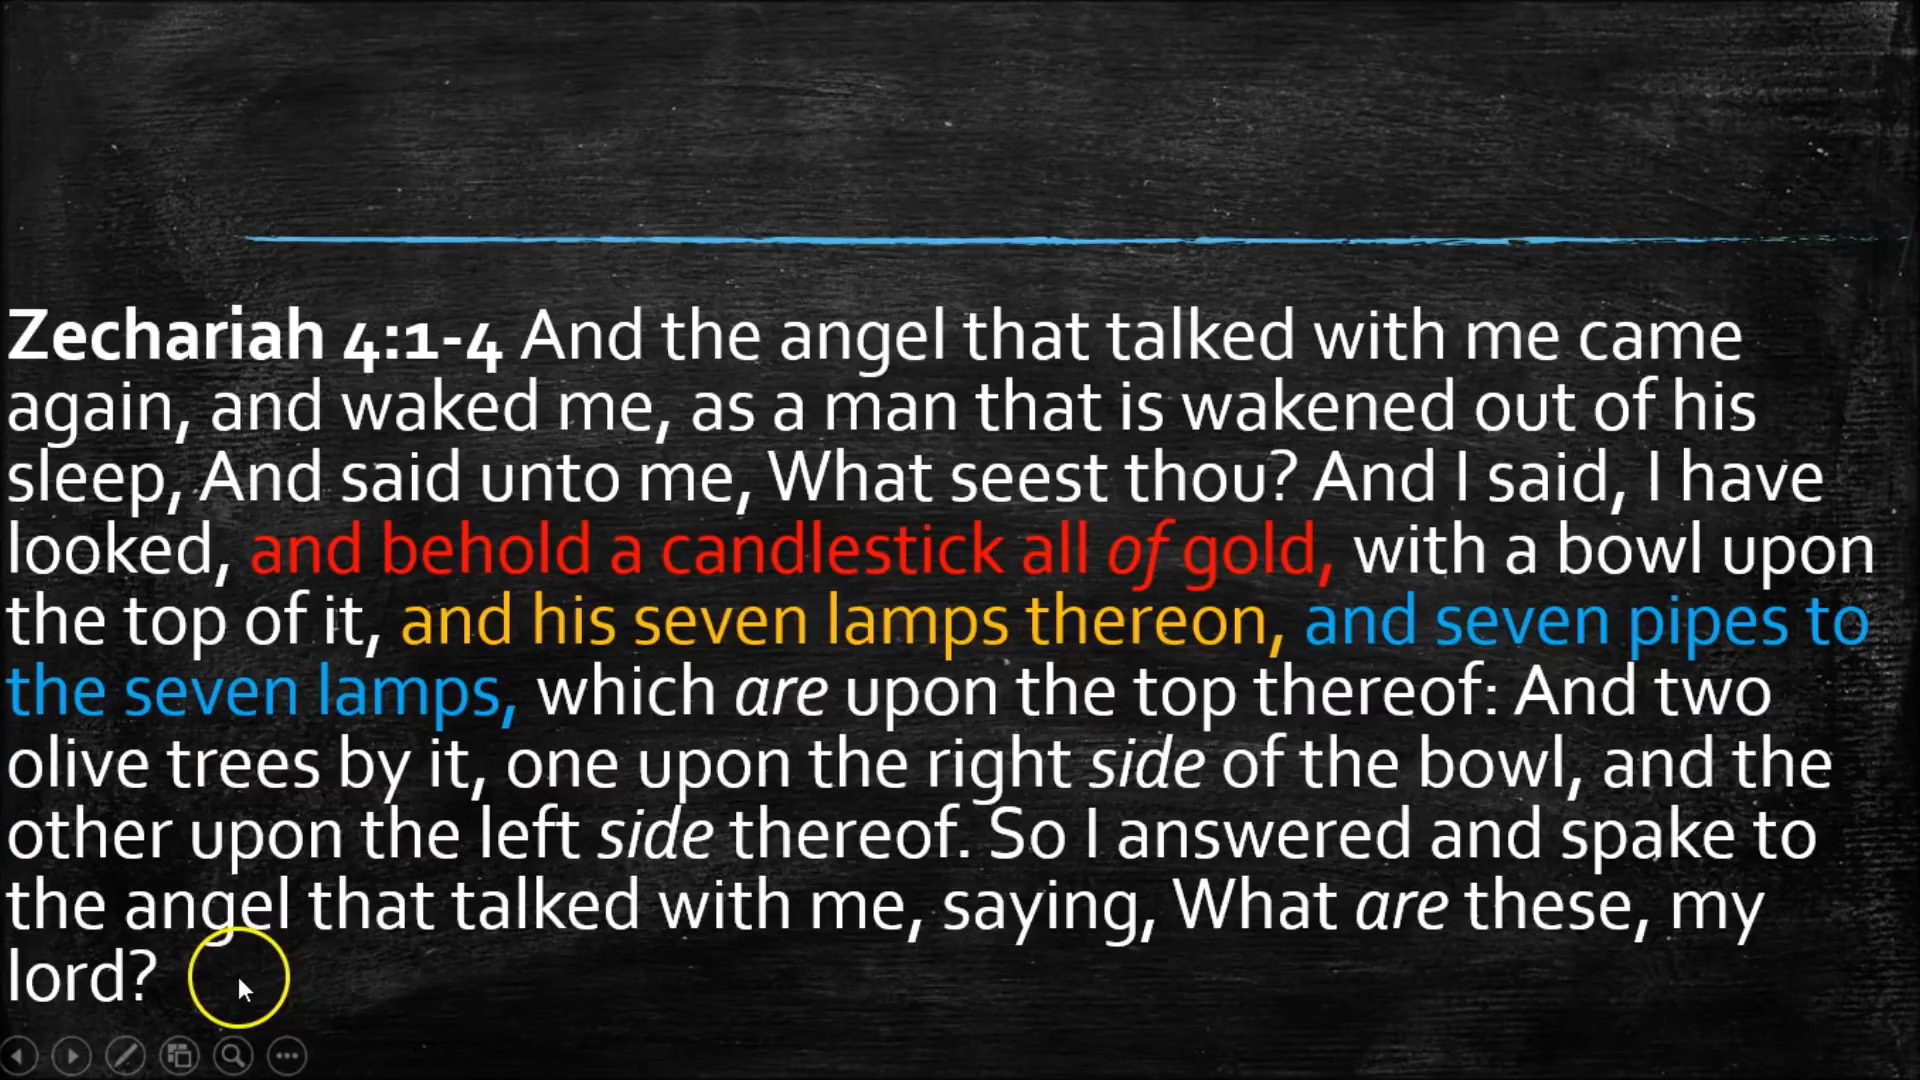 Zechariah 4:1-4 And the angel that talked with me came
again, and waked me, as a man that is wakened out of his
sleep, And said unto me, What seest thou? And I said, I have
looked, and behold a candlestick all of gold, with a bowl upon
the top of it, and his seven lamps thereon, and seven pipes to
the seven lamps, which are upon the top thereof: And two
olive trees by it, one upon the right side of the bowl, and the
other upon the left side thereof. So I answered and spake to
the angel that talked with me, saying, What are these, my
lord?